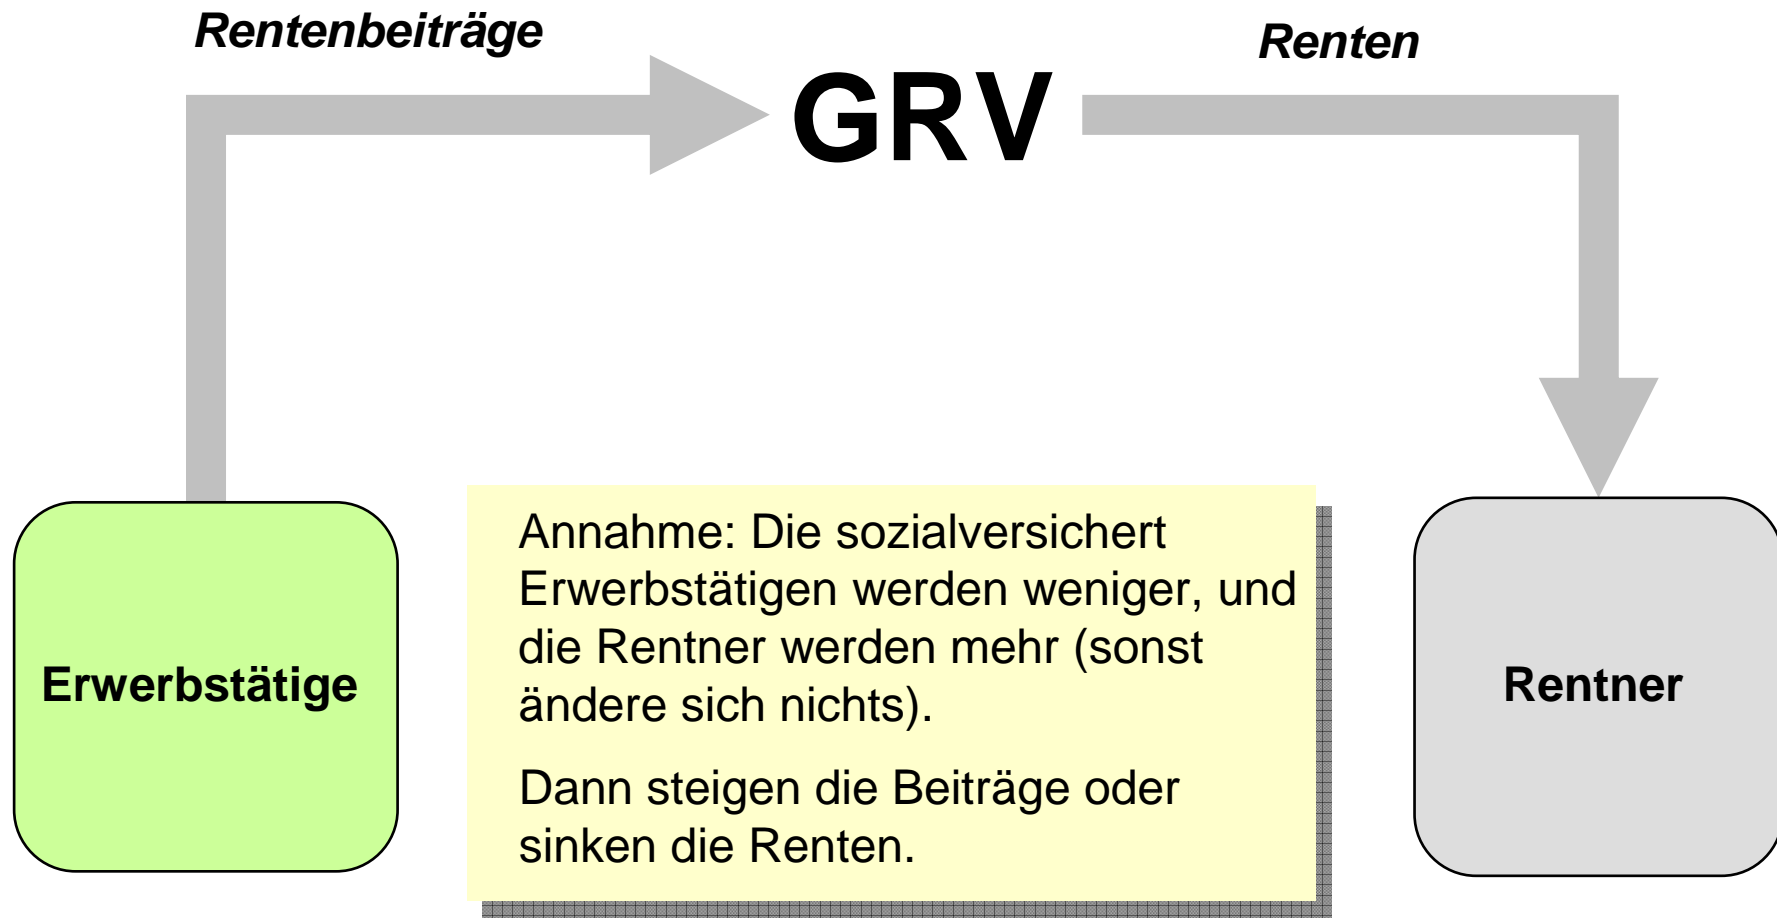 Rentenbeiträge
Renten
GRV
Erwerbstätige
Annahme: Die sozialversichert
Erwerbstätigen werden weniger, und
die Rentner werden mehr (sonst
ändere sich nichts).
Dann steigen die Beiträge oder
sinken die Renten.
Rentner